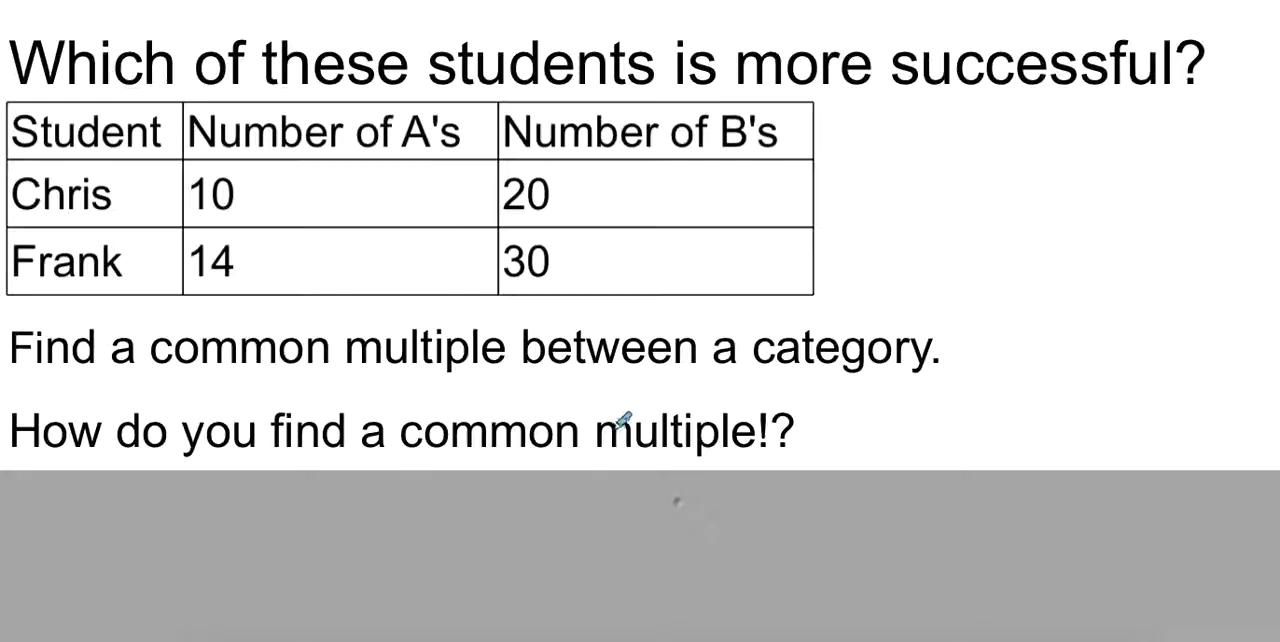 Which of these students is more successful?
Student Number of A's Number of B's
Chris 10 20
Frank 14 30
Find a common multiple between a category.
How do you find a common multiple!?